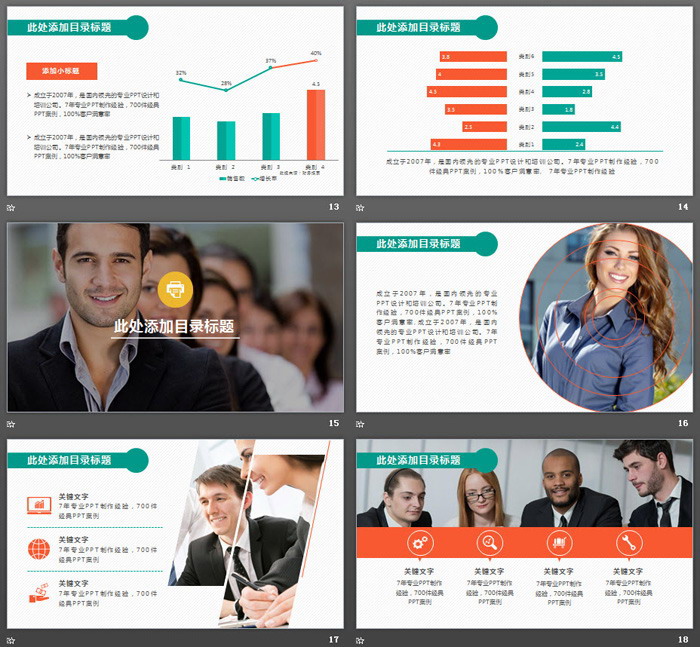 此处添加目录标题
添加小标题
成立于2007年，是国内领先的专业PPT设计和
培训公司。7年专业PPT制作经验，700件经典
PPT案例，100%客户满意率
成立于2007年，是国内领先的专业PPT设计和
培训公司。7年专业PPT制作经验，700件经典
PPT案例，100%客户满意率
32%
28%
37%
40%
4.5
类别 1
类别 2
类别 3
类别 4
销售额
增长率
13
此处添加目录标题
3.8
类别6
4.5
4
类别5
3.5
4.5
类别4
2.8
3.5
类别3
1.8
2.5
类别2
4.4
4.3
类别1
2.4
成立于2007年，是国内领先的专业PPT设计和培训公司。7年专业PPT制作经验，700
件经典PPT案例，100%客户满意率. 7年专业PPT制作经验
14
此处添加目录标题
15
此处添加目录标题
成立于2007年，是国内领先的专
业PPT设计和培训公司。7年专业PPT制
作经验，700件经典PPT案例，100%客
户满意率.成立于2007年，是国内
领先的专业PPT设计和培训公司。7年
专业PPT制作经验，700件经典PPT案
例，100%客户满意率
16
此处添加目录标题
关键文字
7年专业PPT制作经验，700件
经典PPT案例
关键文字
7年专业PPT制作经验，700件
经典PPT案例
关键文字
7年专业PPT制作经验，700件
经典PPT案例
17
此处添加目录标题
关键文字
7年专业PPT制作
经验，700件经典
PPT案例
关键文字
7年专业PPT制作
经验，700件经典
PPT案例
关键文字
7年专业PPT制作
经验，700件经典
PPT案例
关键文字
7年专业PPT制作
经验，700件经典
PPT案例
18